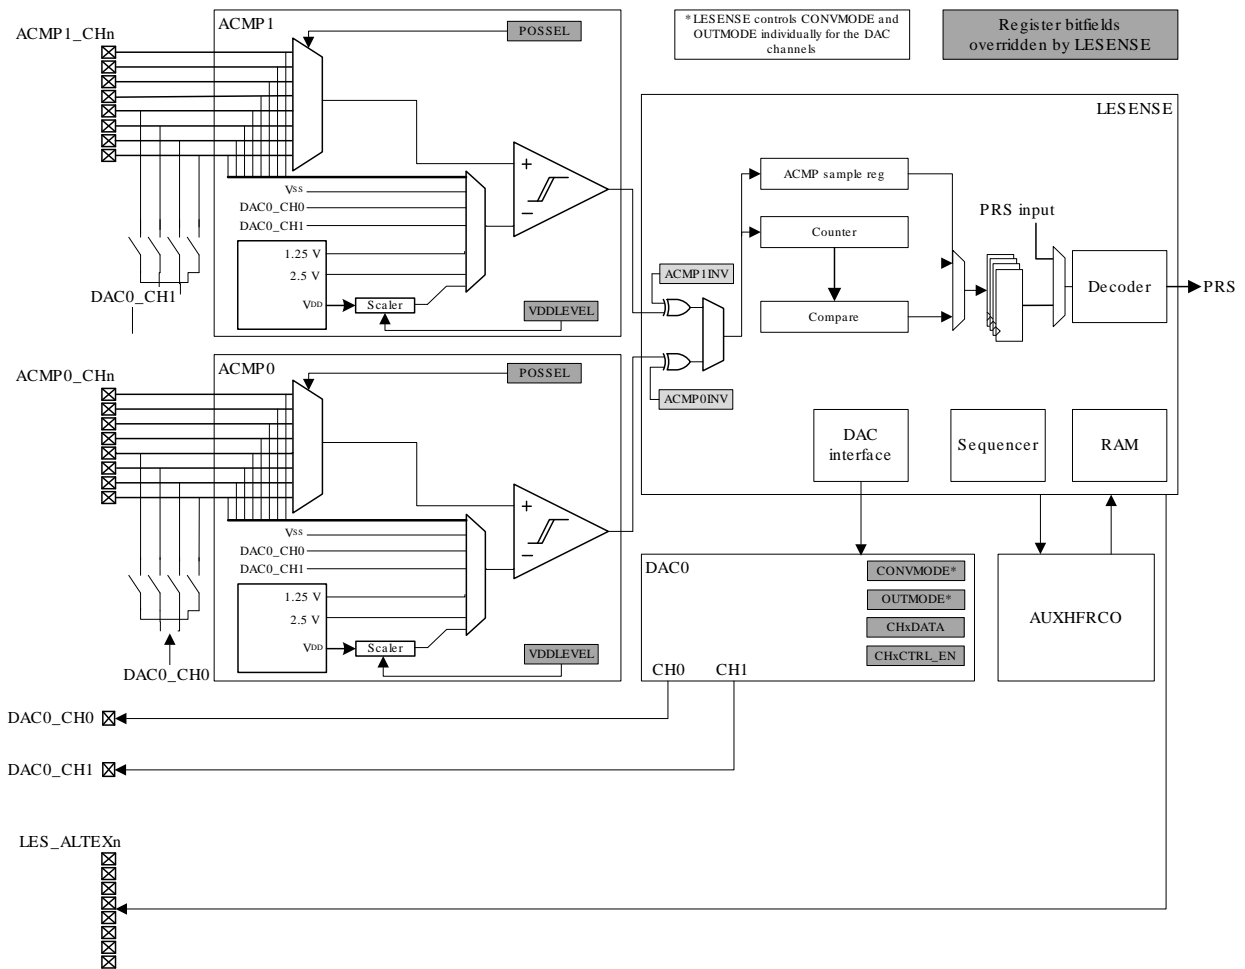 ACMP1_CHn
ACMP1
POSSEL
* LESENSE controls CONVMODE and
OUTMODE individually for the DAC
channels
Register bitfields
overridden by LESENSE
LESENSE
+
−
Vss
DAC0_CH0
DAC0_CH1
1.25 V
2.5 V
VDD
Scaler
VDDLEVEL
DAC0_CH1
ACMP sample reg
Counter
Compare
PRS input
Decoder
PRS
ACMP1INV
ACMP0INV
DAC
interface
Sequencer
RAM
ACMP0_CHn
ACMP0
POSSEL
+
−
Vss
DAC0_CH0
DAC0_CH1
1.25 V
2.5 V
VDD
Scaler
VDDLEVEL
DAC0_CH0
DAC0
CONVMODE*
OUTMODE*
CHxDATA
CHxCTRL_EN
CH0
CH1
AUXHFRCO
DAC0_CH0
DAC0_CH1
LES_ALTEXn